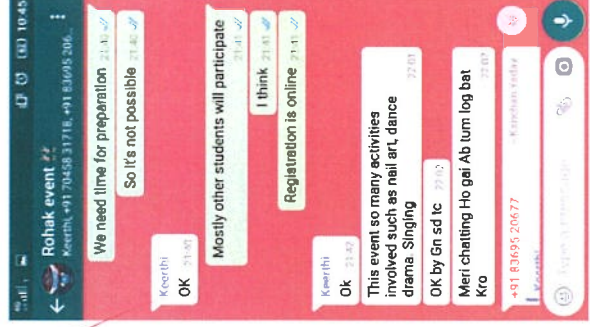 10:45
Rohak event
Keerthi, +91 70458 31718, +91 83695 206...
We need time for preparation 21:40
So it's not possible 21:40
Keerthi
OK 21:40
Mostly other students will participate
21:41
I think 21:41
Registration is online 21:41
Keerthi
Ok 21:42
This event so many activities
involved such as nail art, dance
drama. Singing 22:01
OK by Gn sd tc 22:02
Meri chatting Ho gai Ab tum log bat
Kro 22:02
+91 83695 20677 ~Kanchan Yadav
Keerthi